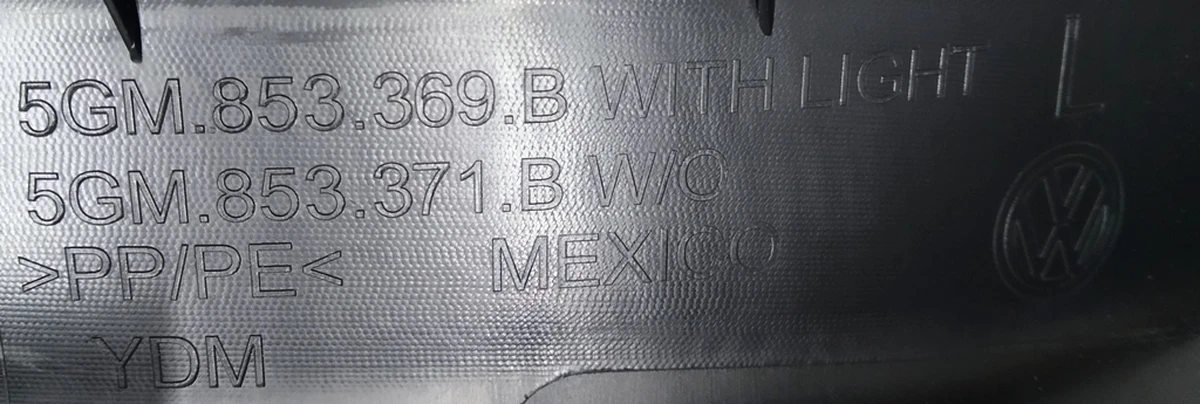 5GM.853.369.B WITH LIGHT L
5GM.853.371.B W/O
>PP/PE< MEXICO
YDM